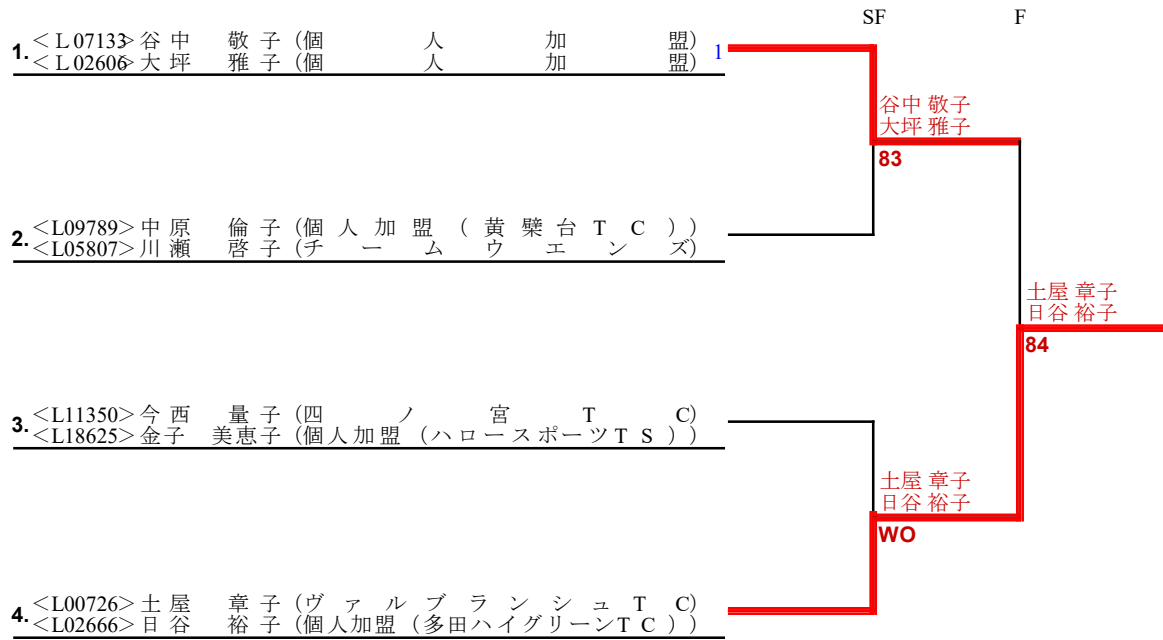 SF F
1. <L07133>谷中 敬子(個人加盟) 1
<L02606>大坪 雅子(個人加盟)
谷中 敬子
大坪 雅子
83
2. <L09789>中原 倫子(個人加盟(黄檗台TC))
<L05807>川瀬 啓子(チームウエンズ)
土屋 章子
日谷 裕子
84
3. <L11350>今西 量子(四ノ宮TC)
<L18625>金子 美恵子(個人加盟(ハロースポーツTS))
土屋 章子
日谷 裕子
WO
4. <L00726>土屋 章子(ヴァルブランシュTC)
<L02666>日谷 裕子(個人加盟(多田ハイグリーンTC))